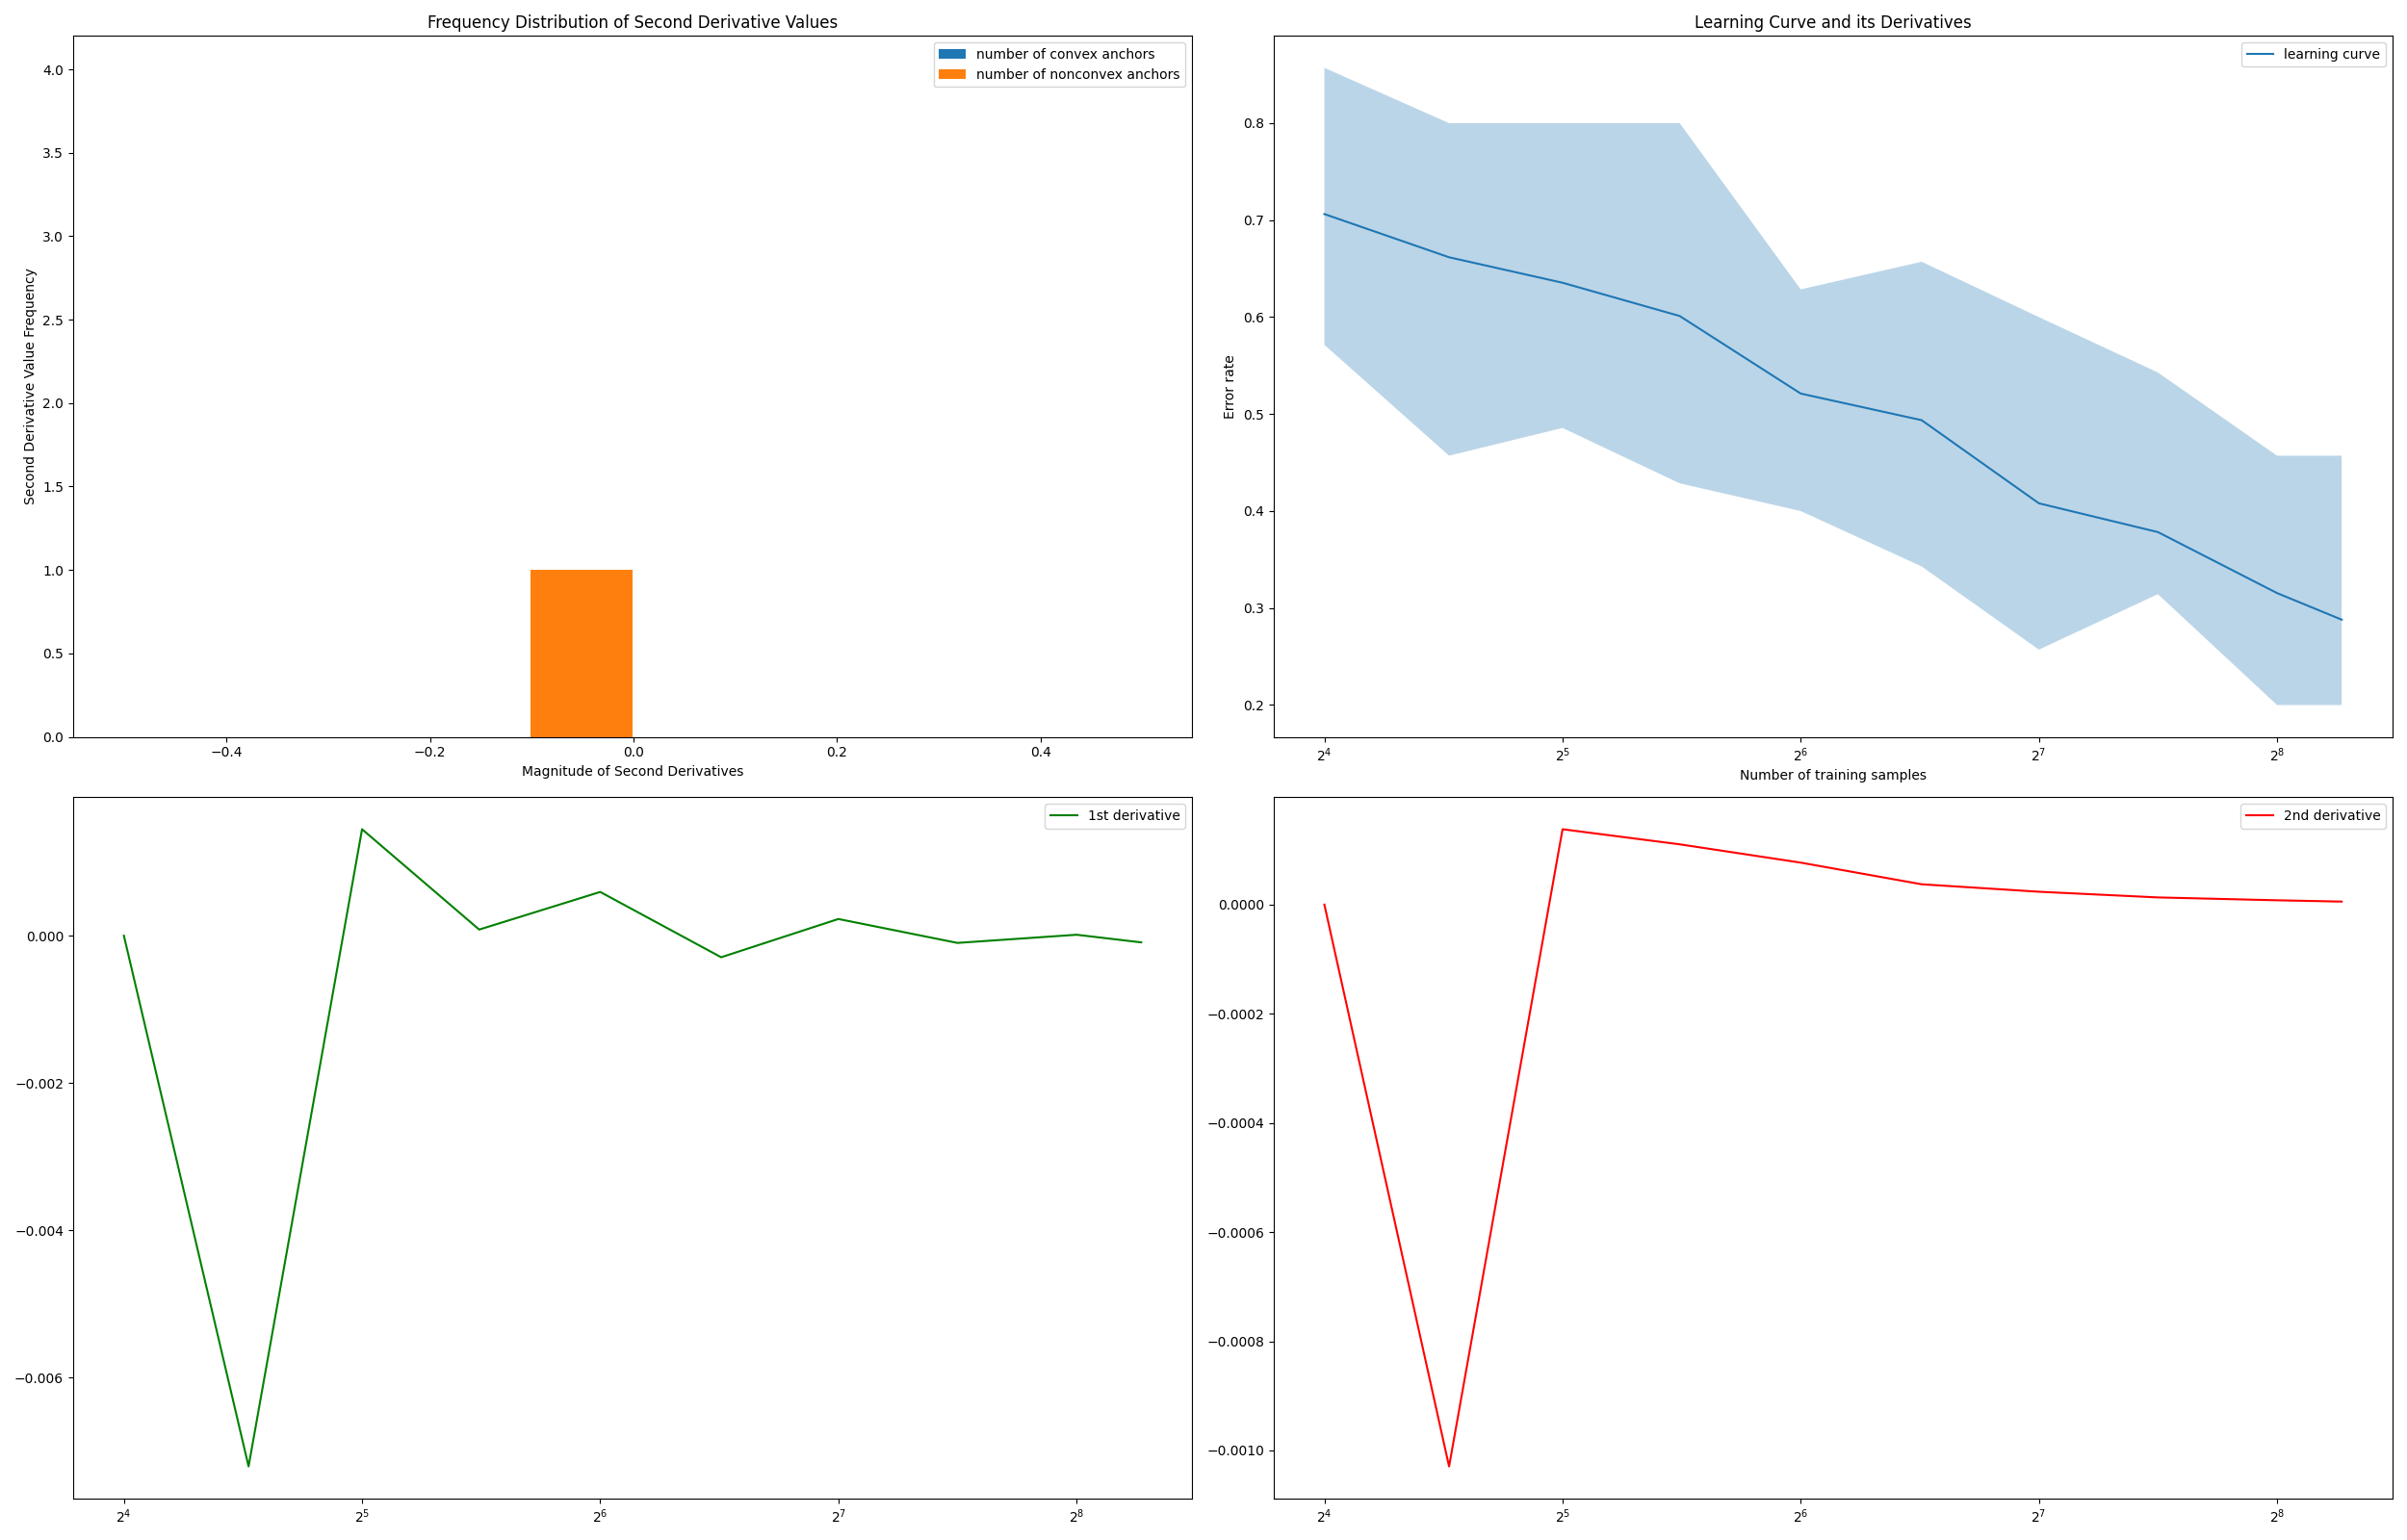 Frequency Distribution of Second Derivative Values
number of convex anchors
number of nonconvex anchors
4.0
3.5
3.0
2.5
2.0
1.5
1.0
0.5
0.0
Second Derivative Value Frequency
−0.4 −0.2 0.0 0.2 0.4
Magnitude of Second Derivatives
Learning Curve and its Derivatives
learning curve
0.8
0.7
0.6
0.5
0.4
0.3
0.2
Error rate
2⁴ 2⁵ 2⁶ 2⁷ 2⁸
Number of training samples
1st derivative
0.000
−0.002
−0.004
−0.006
2⁴ 2⁵ 2⁶ 2⁷ 2⁸
2nd derivative
0.0000
−0.0002
−0.0004
−0.0006
−0.0008
−0.0010
2⁴ 2⁵ 2⁶ 2⁷ 2⁸